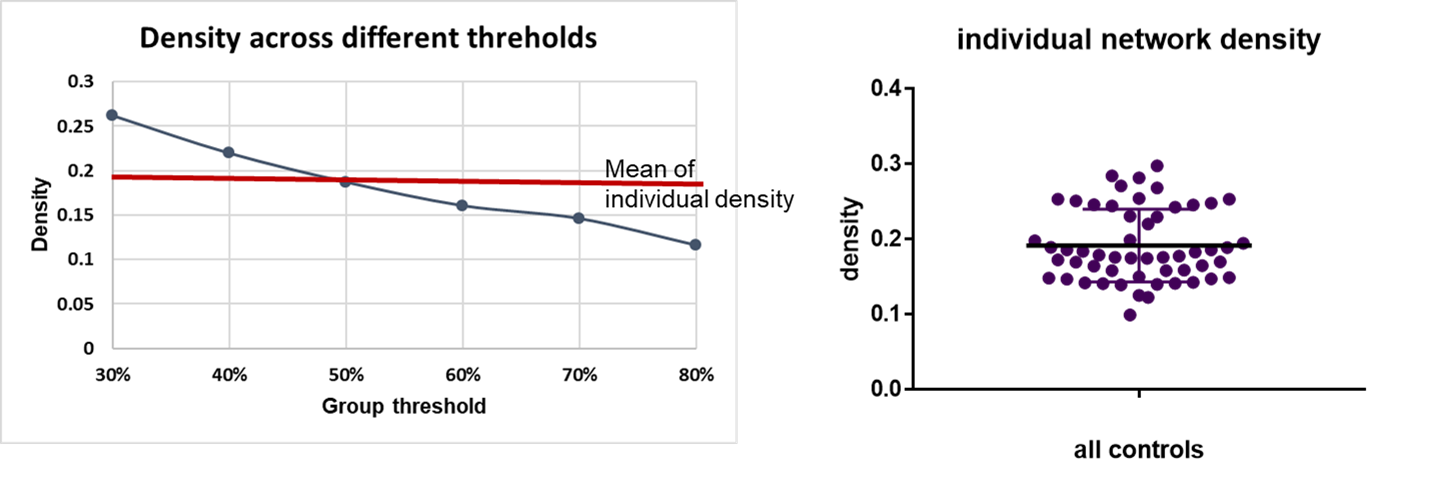 Density across different threholds
0.3
0.25
0.2
0.15
0.1
0.05
0
Density
30% 40% 50% 60% 70% 80%
Group threshold
Mean of
individual density
individual network density
0.4
0.3
0.2
0.1
0.0
density
all controls